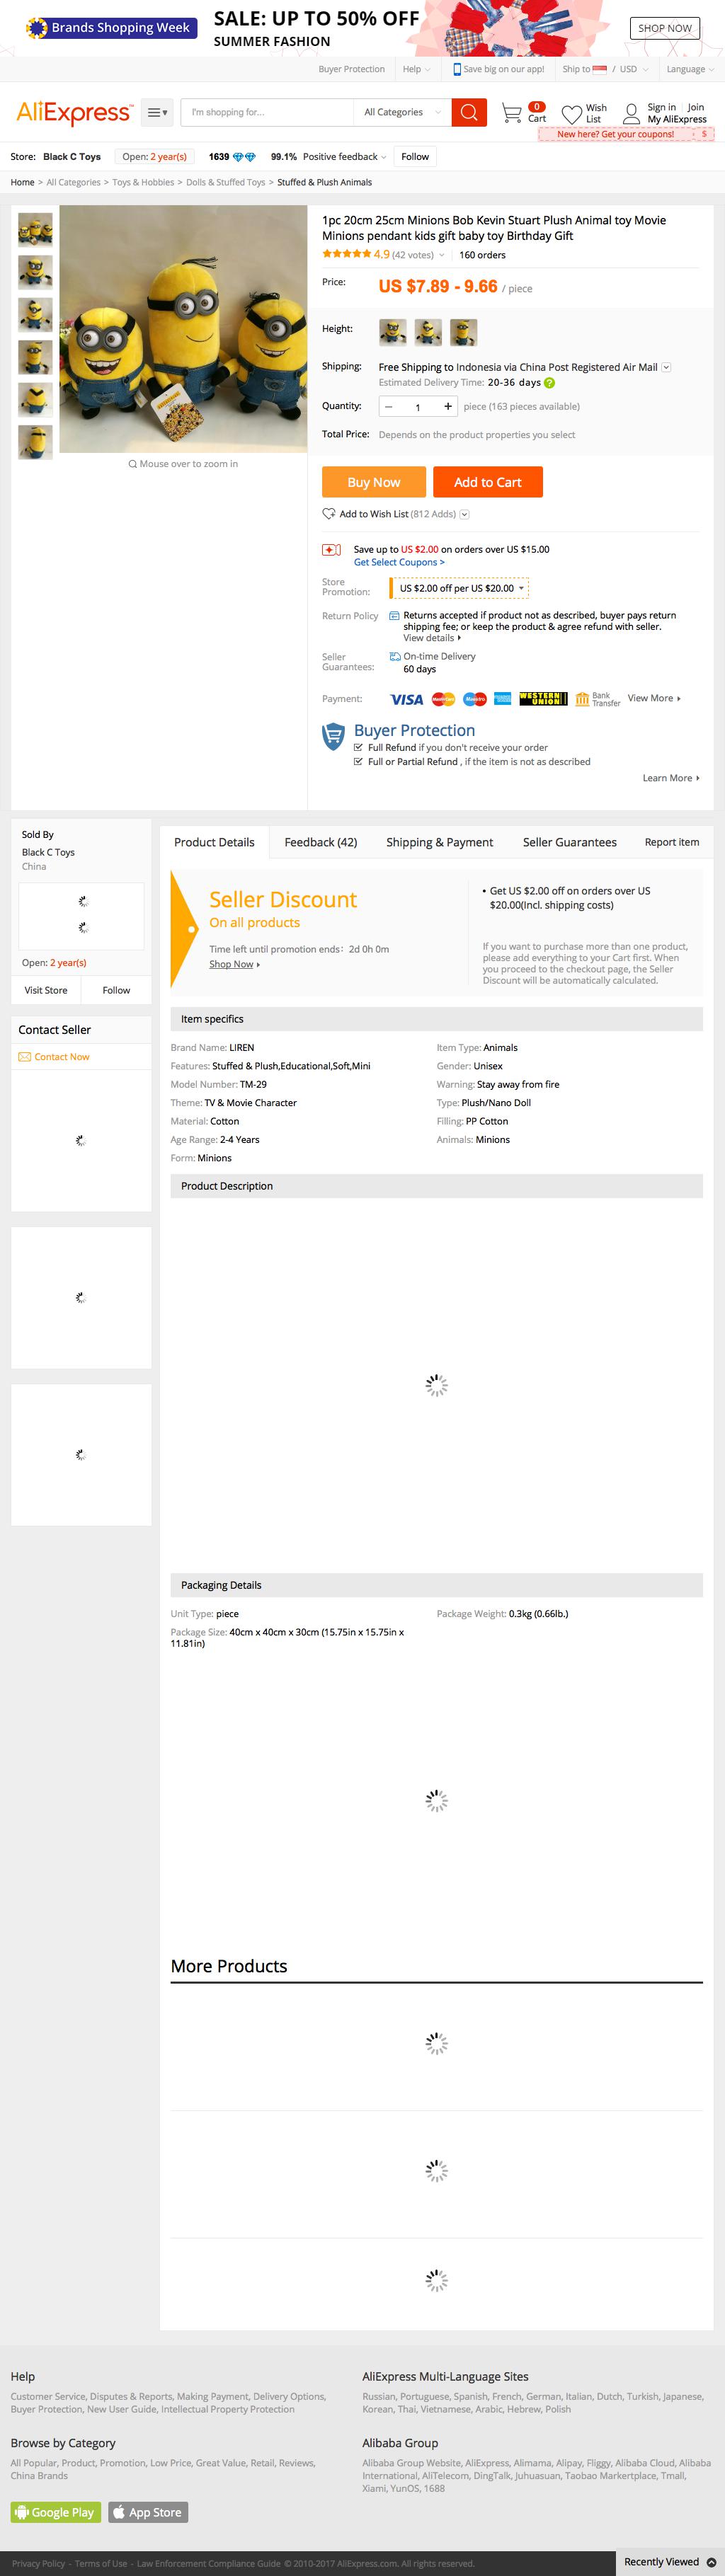 Brands Shopping Week
SALE: UP TO 50% OFF
SUMMER FASHION
SHOP NOW
Buyer Protection
Help
Save big on our app!
Ship to / USD
Language
AliExpress™
I'm shopping for...
All Categories
0
Cart
Wish
List
Sign in
Join
My AliExpress
New here? Get your coupons!
$
Store: Black C Toys
Open: 2 year(s)
1639
99.1% Positive feedback
Follow
Home > All Categories > Toys & Hobbies > Dolls & Stuffed Toys > Stuffed & Plush Animals
1pc 20cm 25cm Minions Bob Kevin Stuart Plush Animal toy Movie
Minions pendant kids gift baby toy Birthday Gift
4.9 (42 votes)
160 orders
Price:
US $7.89 - 9.66 / piece
Height:
Shipping:
Free Shipping to Indonesia via China Post Registered Air Mail
Estimated Delivery Time: 20-36 days
Quantity:
1
piece (163 pieces available)
Total Price:
Depends on the product properties you select
Mouse over to zoom in
Buy Now
Add to Cart
Add to Wish List (812 Adds)
Save up to US $2.00 on orders over US $15.00
Get Select Coupons >
Store
Promotion:
US $2.00 off per US $20.00
Return Policy
Returns accepted if product not as described, buyer pays return
shipping fee; or keep the product & agree refund with seller.
View details
Seller
Guarantees:
On-time Delivery
60 days
Payment:
VISA
MasterCard
Maestro
WESTERN
UNION
Bank
Transfer
View More
Buyer Protection
Full Refund if you don't receive your order
Full or Partial Refund , if the item is not as described
Learn More
Sold By
Black C Toys
China
Open: 2 year(s)
Visit Store
Follow
Contact Seller
Contact Now
Product Details
Feedback (42)
Shipping & Payment
Seller Guarantees
Report item
Seller Discount
On all products
Time left until promotion ends: 2d 0h 0m
Shop Now
• Get US $2.00 off on orders over US
$20.00(Incl. shipping costs)
If you want to purchase more than one product,
please add everything to your Cart first. When
you proceed to the checkout page, the Seller
Discount will be automatically calculated.
Item specifics
Brand Name: LIREN
Item Type: Animals
Features: Stuffed & Plush,Educational,Soft,Mini
Gender: Unisex
Model Number: TM-29
Warning: Stay away from fire
Theme: TV & Movie Character
Type: Plush/Nano Doll
Material: Cotton
Filling: PP Cotton
Age Range: 2-4 Years
Animals: Minions
Form: Minions
Product Description
Packaging Details
Unit Type: piece
Package Weight: 0.3kg (0.66lb.)
Package Size: 40cm x 40cm x 30cm (15.75in x 15.75in x
11.81in)
More Products
Help
Customer Service, Disputes & Reports, Making Payment, Delivery Options,
Buyer Protection, New User Guide, Intellectual Property Protection
AliExpress Multi-Language Sites
Russian, Portuguese, Spanish, French, German, Italian, Dutch, Turkish, Japanese,
Korean, Thai, Vietnamese, Arabic, Hebrew, Polish
Browse by Category
All Popular, Product, Promotion, Low Price, Great Value, Retail, Reviews,
China Brands
Alibaba Group
Alibaba Group Website, AliExpress, Alimama, Alipay, Fliggy, Alibaba Cloud, Alibaba
International, AliTelecom, DingTalk, Juhuasuan, Taobao Markertplace, Tmall,
Xiami, YunOS, 1688
Google Play
App Store
Privacy Policy - Terms of Use - Law Enforcement Compliance Guide © 2010-2017 AliExpress.com. All rights reserved.
Recently Viewed